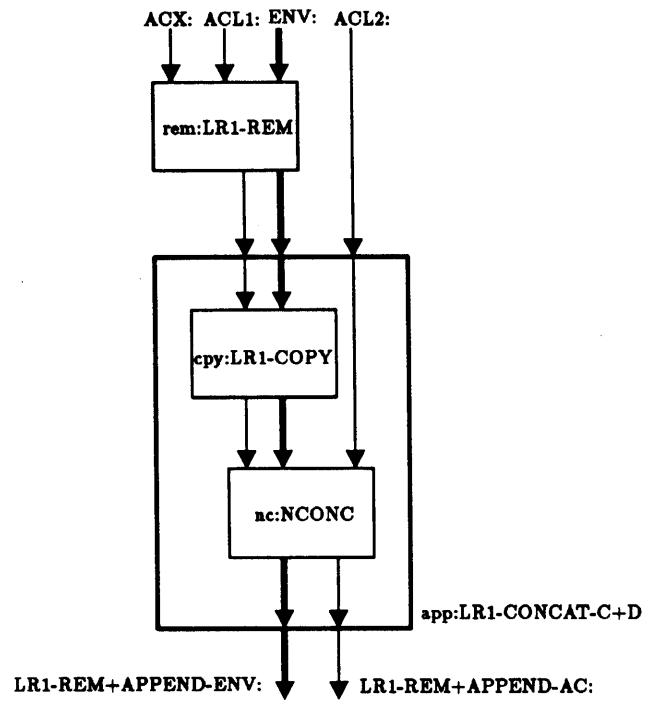 ACX: ACL1: ENV: ACL2:
rem:LR1-REM
cpy:LR1-COPY
nc:NCONC
app:LR1-CONCAT-C+D
LR1-REM+APPEND-ENV: LR1-REM+APPEND-AC: